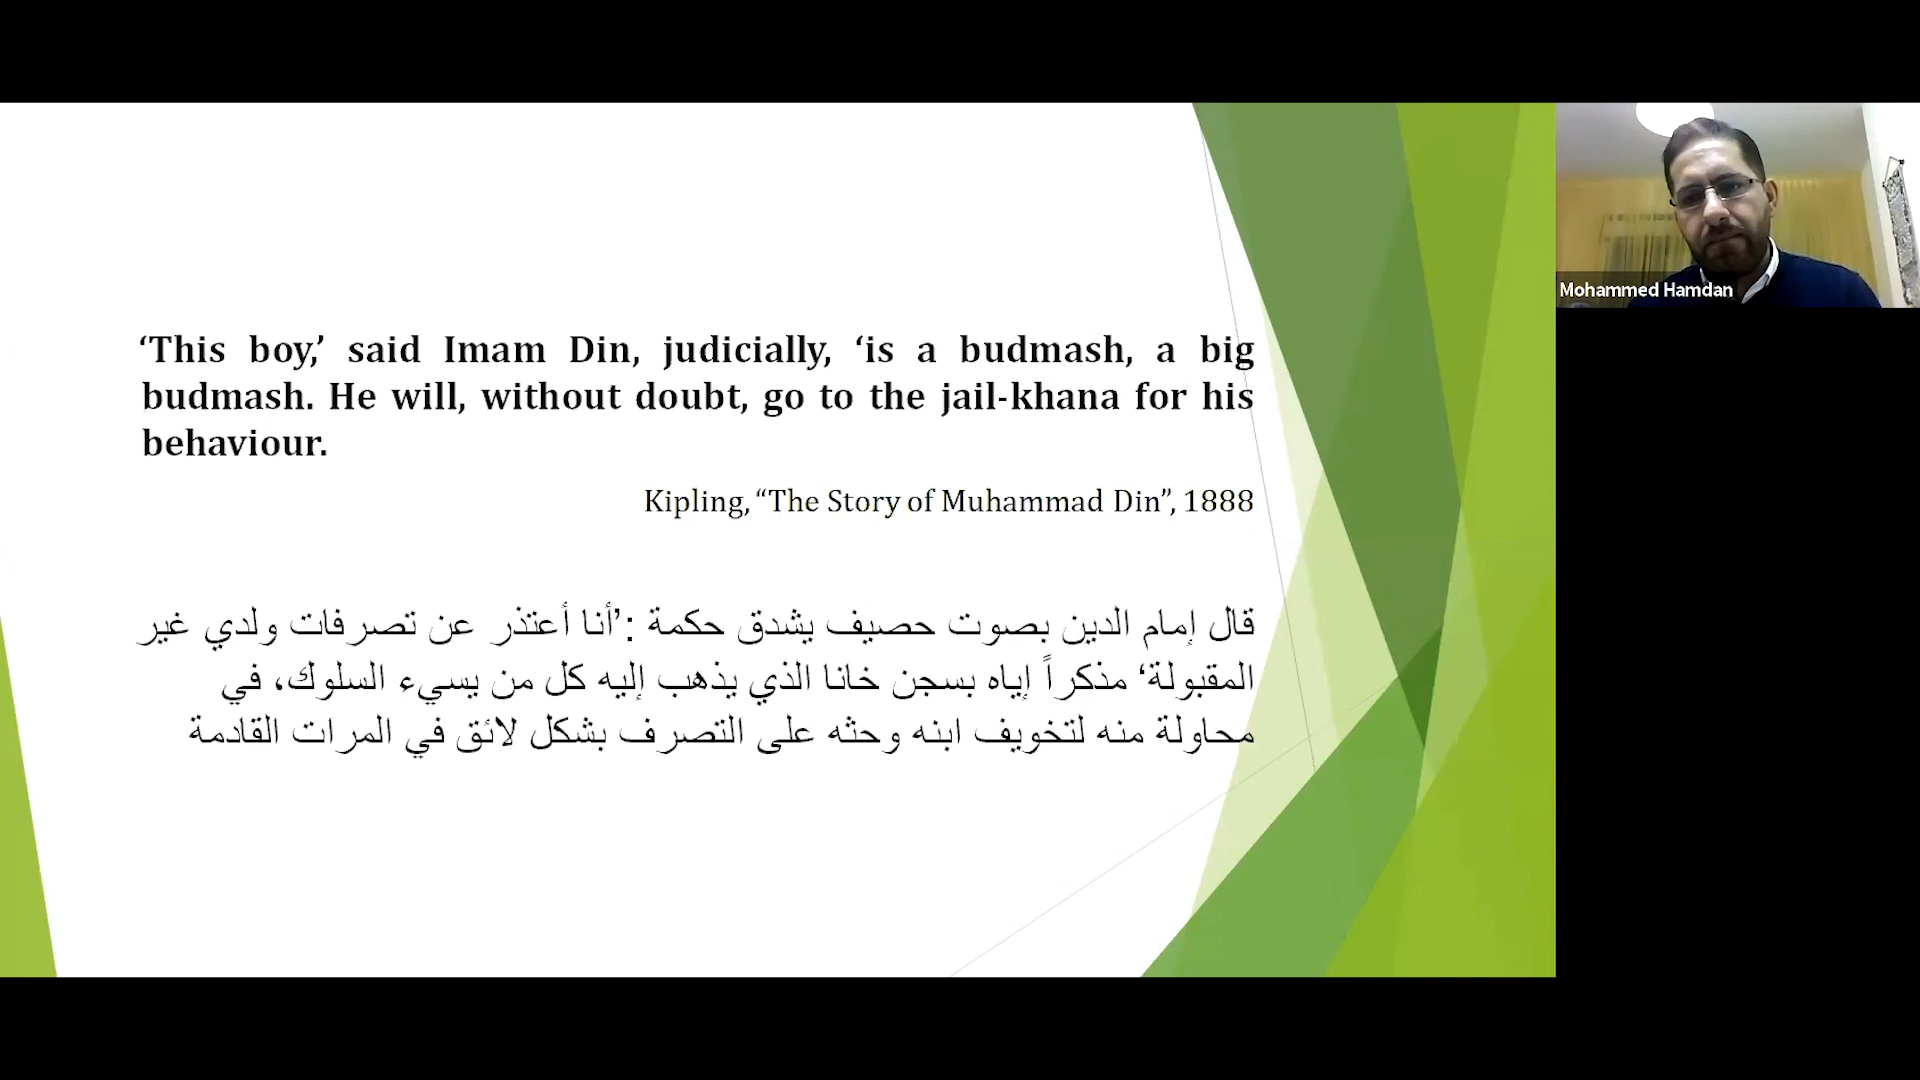 ‘This boy,’ said Imam Din, judicially, ‘is a budmash, a big
budmash. He will, without doubt, go to the jail-khana for his
behaviour.
Kipling, “The Story of Muhammad Din”, 1888
قال إمام الدين بصوت حصيف يشدق حكمة :’أنا أعتذر عن تصرفات ولدي غير
المقبولة‘ مذكراً إياه بسجن خانا الذي يذهب إليه كل من يسيء السلوك، في
محاولة منه لتخويف ابنه وحثه على التصرف بشكل لائق في المرات القادمة
Mohammed Hamdan